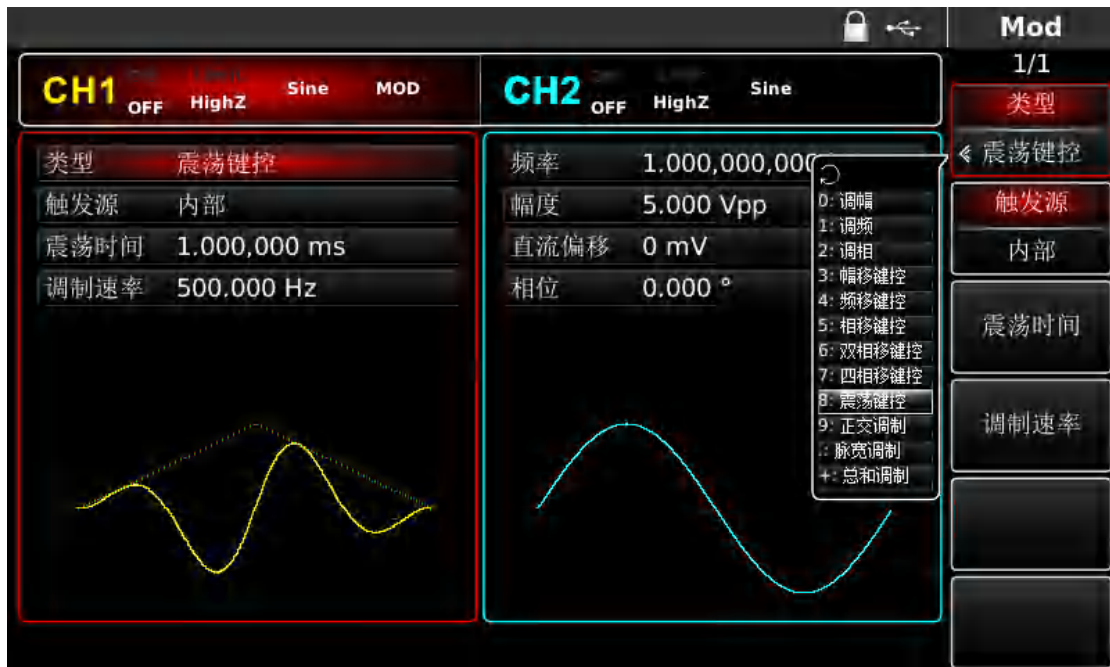 Mod
1/1
CH1 OFF HighZ Sine MOD
CH2 OFF HighZ Sine
类型
震荡键控
触发源
内部
震荡时间
调制速率
类型 震荡键控
触发源 内部
震荡时间 1.000,000 ms
调制速率 500.000 Hz
频率 1.000,000,000
幅度 5.000 Vpp
直流偏移 0 mV
相位 0.000 °
0: 调幅
1: 调频
2: 调相
3: 幅移键控
4: 频移键控
5: 相移键控
6: 双相移键控
7: 四相移键控
8: 震荡键控
9: 正交调制
.: 脉宽调制
+: 总和调制